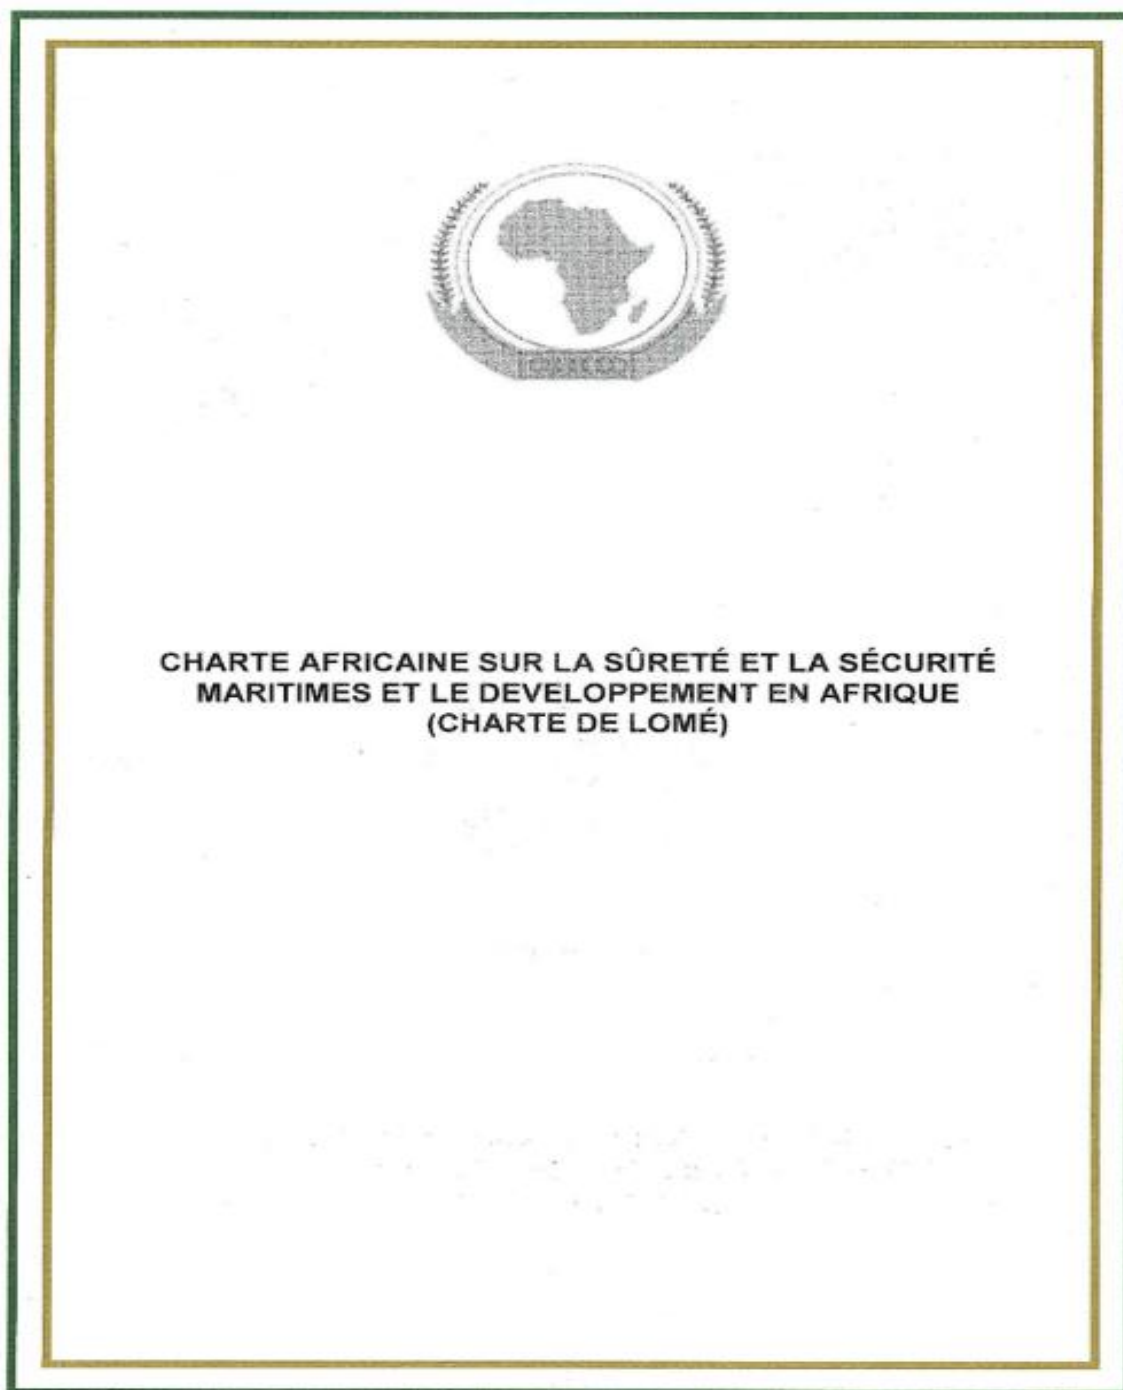 CHARTE AFRICAINE SUR LA SÛRETÉ ET LA SÉCURITÉ
MARITIMES ET LE DEVELOPPEMENT EN AFRIQUE
(CHARTE DE LOMÉ)